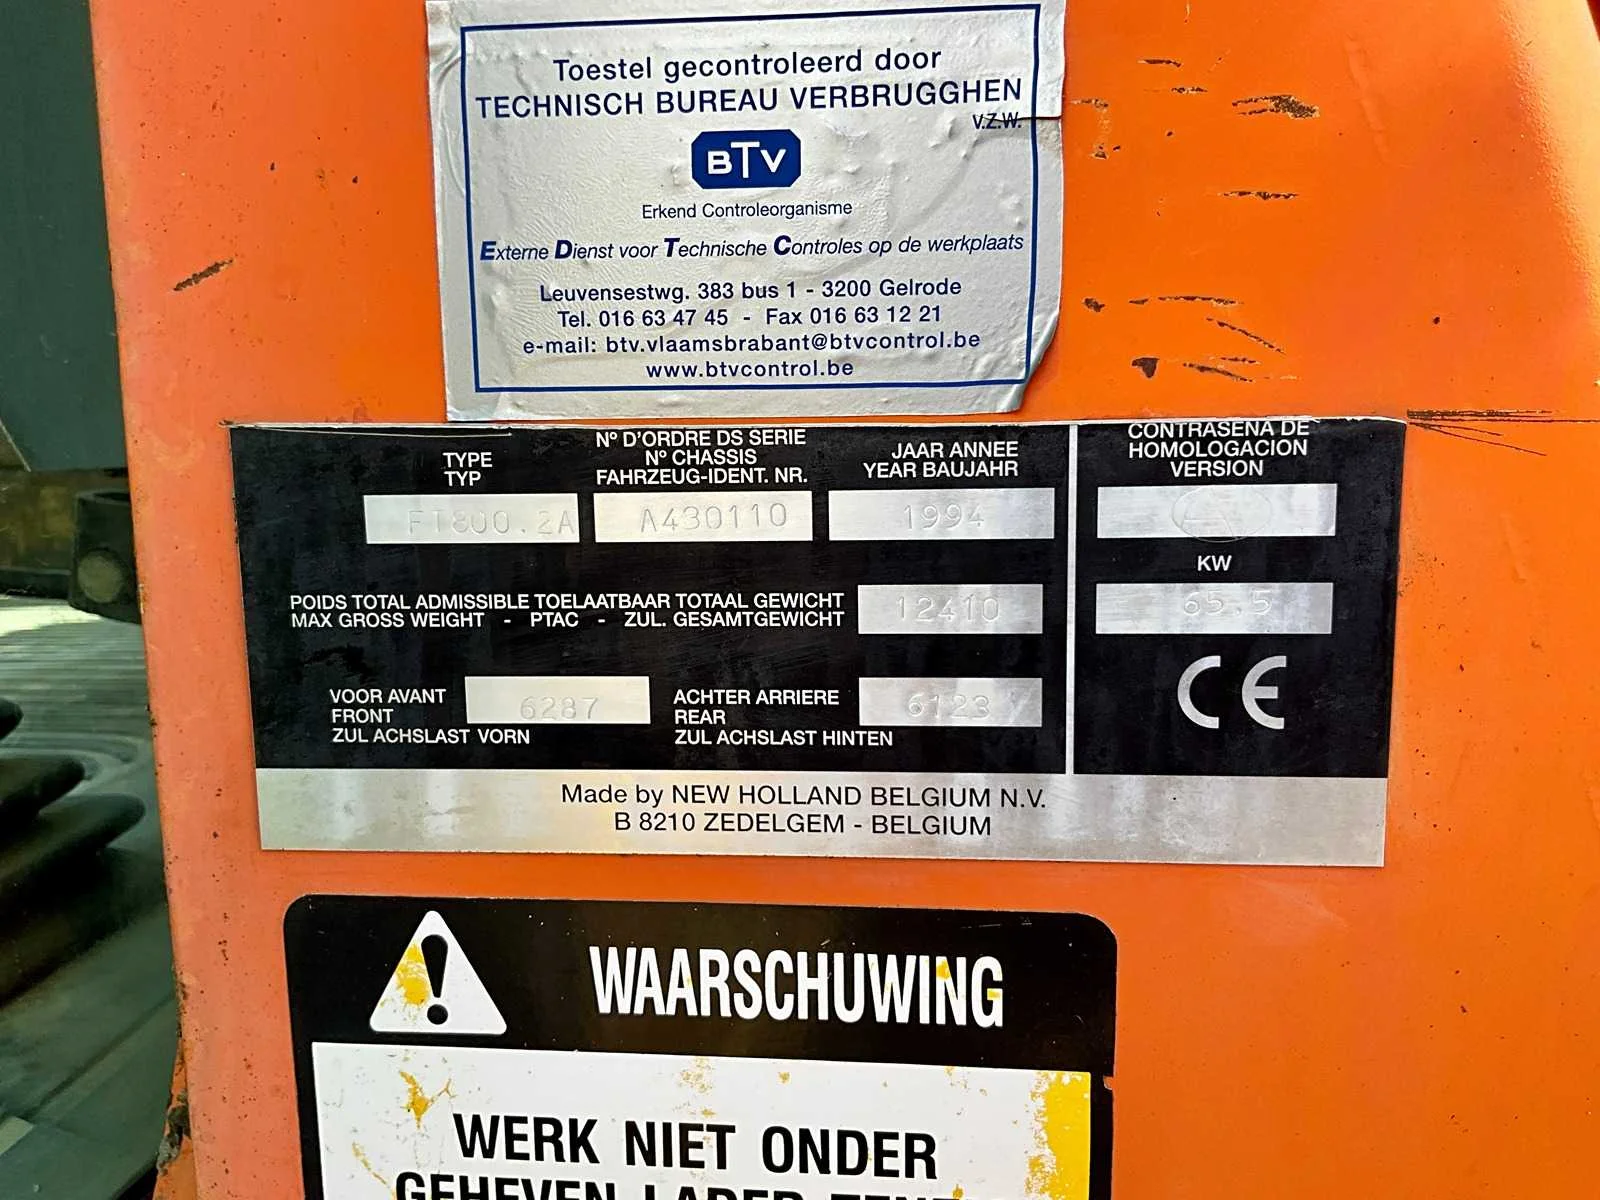 Toestel gecontroleerd door
TECHNISCH BUREAU VERBRUGGHEN
V.Z.W.
BTV
Erkend Controleorganisme
Externe Dienst voor Technische Controles op de werkplaats
Leuvensestwg. 383 bus 1 - 3200 Gelrode
Tel. 016 63 47 45 - Fax 016 63 12 21
e-mail: btv.vlaamsbrabant@btvcontrol.be
www.btvcontrol.be
TYPE
TYP
FT800.2A
Nº D'ORDRE DS SERIE
Nº CHASSIS
FAHRZEUG-IDENT. NR.
A430110
JAAR ANNEE
YEAR BAUJAHR
1994
CONTRASENA DE
HOMOLOGACION
VERSION
A
KW
65.5
POIDS TOTAL ADMISSIBLE TOELAATBAAR TOTAAL GEWICHT
MAX GROSS WEIGHT - PTAC - ZUL. GESAMTGEWICHT
12410
VOOR AVANT
FRONT
ZUL ACHSLAST VORN
6287
ACHTER ARRIERE
REAR
ZUL ACHSLAST HINTEN
6123
CE
Made by NEW HOLLAND BELGIUM N.V.
B 8210 ZEDELGEM - BELGIUM
WAARSCHUWING
WERK NIET ONDER
GEHEVEN LADER